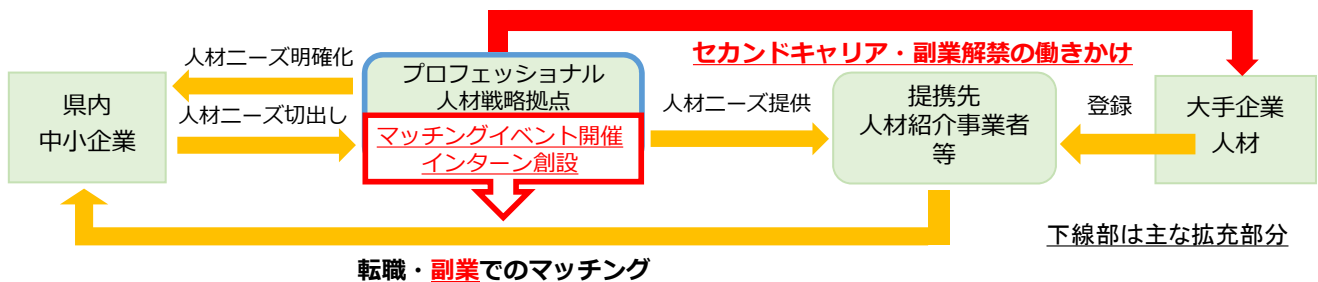 セカンドキャリア・副業解禁の働きかけ
人材ニーズ明確化
プロフェッショナル
人材戦略拠点
県内
中小企業
人材ニーズ切出し
マッチングイベント開催
インターン創設
人材ニーズ提供
提携先
人材紹介事業者
等
登録
大手企業
人材
下線部は主な拡充部分
転職・副業でのマッチング